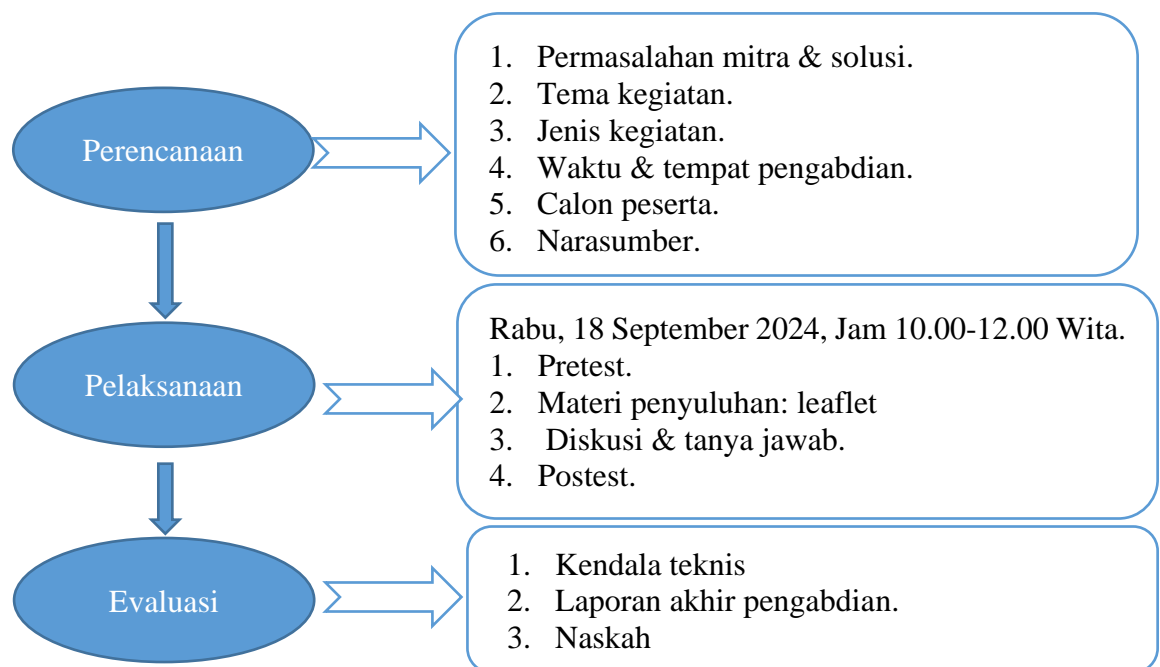 Perencanaan
1. Permasalahan mitra & solusi.
2. Tema kegiatan.
3. Jenis kegiatan.
4. Waktu & tempat pengabdian.
5. Calon peserta.
6. Narasumber.
Pelaksanaan
Rabu, 18 September 2024, Jam 10.00-12.00 Wita.
1. Pretest.
2. Materi penyuluhan: leaflet
3. Diskusi & tanya jawab.
4. Postest.
Evaluasi
1. Kendala teknis
2. Laporan akhir pengabdian.
3. Naskah